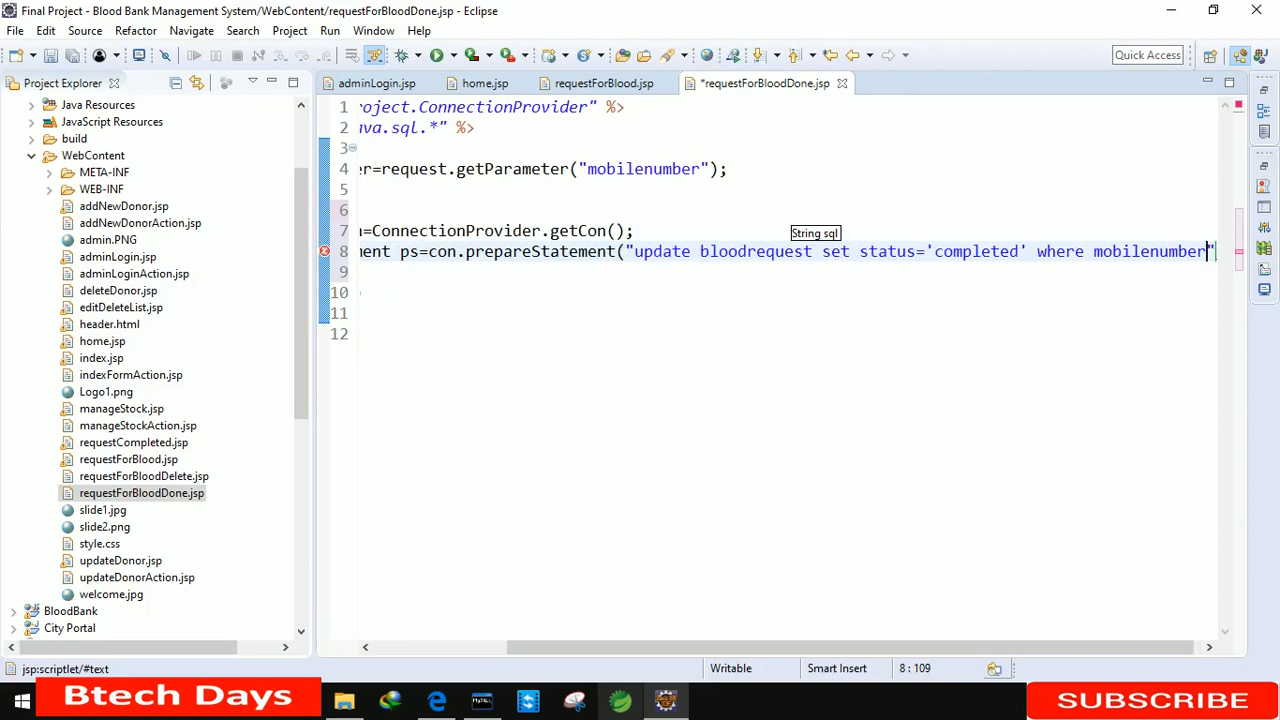 Final Project - Blood Bank Management System/WebContent/requestForBloodDone.jsp - Eclipse
File Edit Source Refactor Navigate Search Project Run Window Help
Quick Access
Project Explorer
adminLogin.jsp home.jsp requestForBlood.jsp *requestForBloodDone.jsp
Java Resources
JavaScript Resources
build
WebContent
META-INF
WEB-INF
addNewDonor.jsp
addNewDonorAction.jsp
admin.PNG
adminLogin.jsp
adminLoginAction.jsp
deleteDonor.jsp
editDeleteList.jsp
header.html
home.jsp
index.jsp
indexFormAction.jsp
Logo1.png
manageStock.jsp
manageStockAction.jsp
requestCompleted.jsp
requestForBlood.jsp
requestForBloodDelete.jsp
requestForBloodDone.jsp
slide1.jpg
slide2.png
style.css
updateDonor.jsp
updateDonorAction.jsp
welcome.jpg
BloodBank
City Portal
1 oject.ConnectionProvider" %>
2 va.sql.*" %>
3
4 er=request.getParameter("mobilenumber");
5
6
7 n=ConnectionProvider.getCon();
String sql
8 ment ps=con.prepareStatement("update bloodrequest set status='completed' where mobilenumber"
9
10
11
12
jsp:scriptlet/#text
Writable Smart Insert 8 : 109
Btech Days
SUBSCRIBE